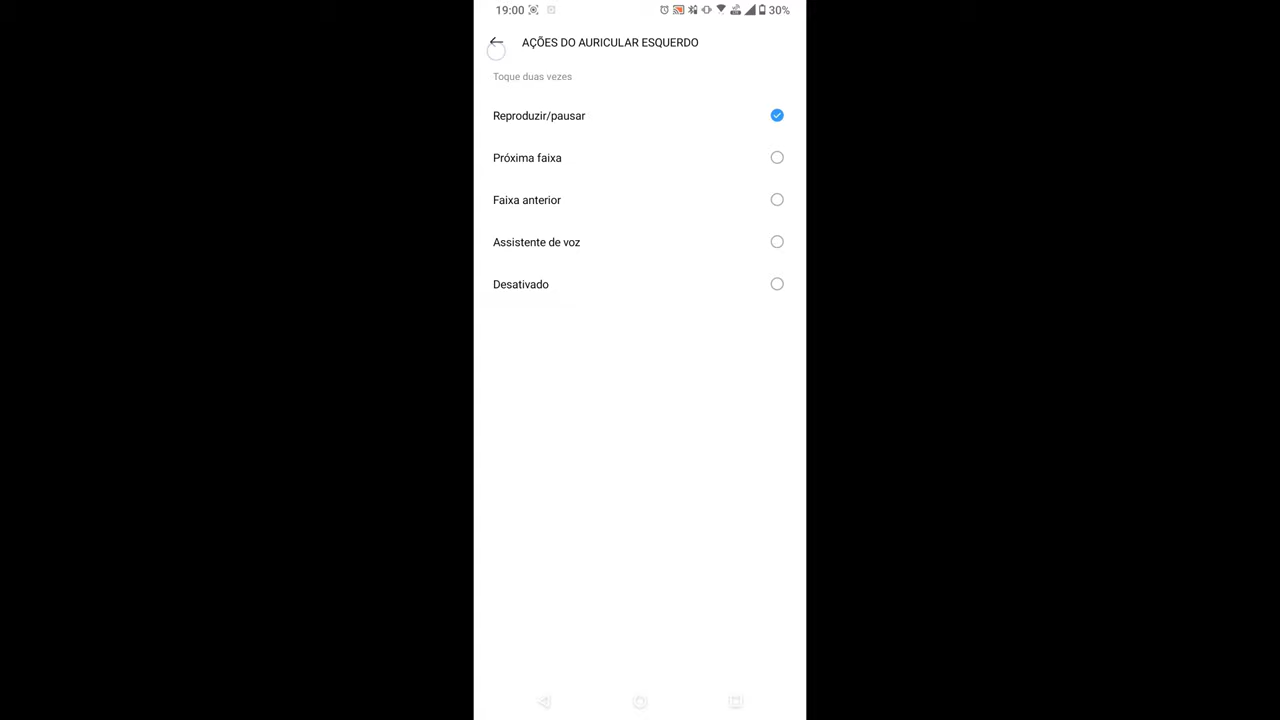 19:00 30%
AÇÕES DO AURICULAR ESQUERDO
Toque duas vezes
Reproduzir/pausar
Próxima faixa
Faixa anterior
Assistente de voz
Desativado